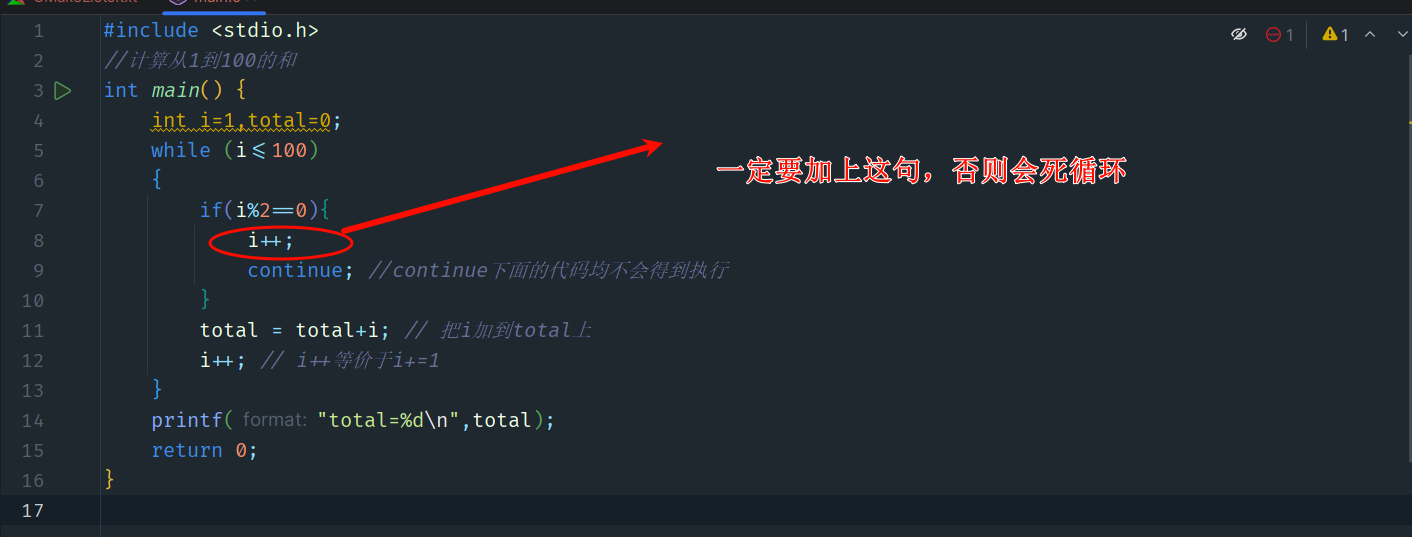 #include <stdio.h>
//计算从1到100的和
int main() {
int i=1,total=0;
while (i<=100)
{
if(i%2==0){
i++;
continue; //continue下面的代码均不会得到执行
}
total = total+i; // 把i加到total上
i++; // i++等价于i+=1
}
printf( format: "total=%d\n",total);
return 0;
}
一定要加上这句，否则会死循环
1
1
1
2
3
4
5
6
7
8
9
10
11
12
13
14
15
16
17